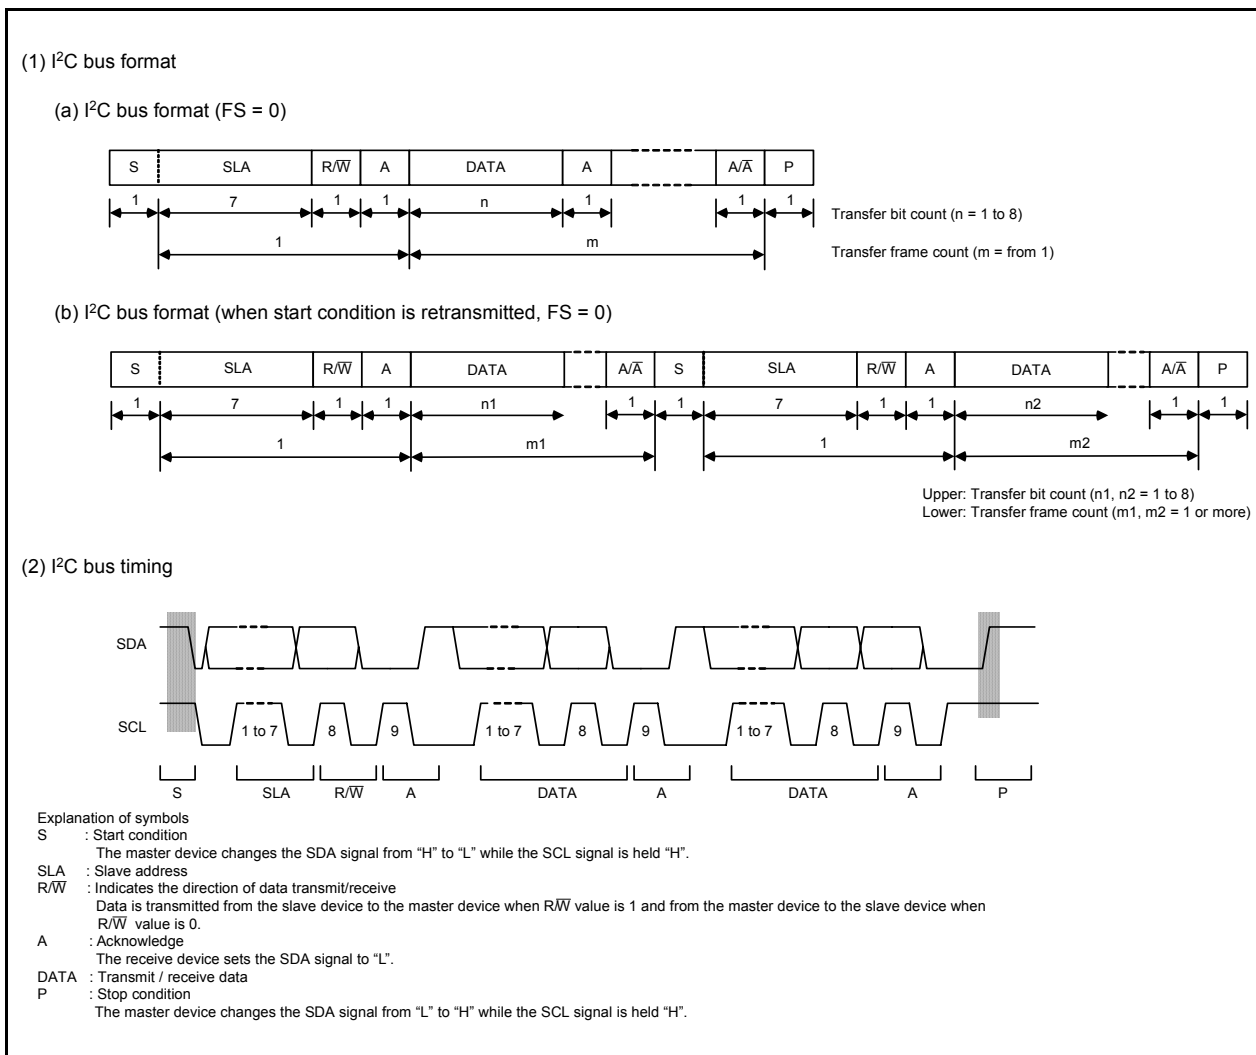 (1) I²C bus format
(a) I²C bus format (FS = 0)
S SLA R/W̅ A DATA A A/A̅ P
1 7 1 1 n 1 1 1
Transfer bit count (n = 1 to 8)
1 m
Transfer frame count (m = from 1)
(b) I²C bus format (when start condition is retransmitted, FS = 0)
S SLA R/W̅ A DATA A/A̅ S SLA R/W̅ A DATA A/A̅ P
1 7 1 1 n1 1 1 7 1 1 n2 1 1
1 m1 1 m2
Upper: Transfer bit count (n1, n2 = 1 to 8)
Lower: Transfer frame count (m1, m2 = 1 or more)
(2) I²C bus timing
SDA
SCL 1 to 7 8 9 1 to 7 8 9 1 to 7 8 9
S SLA R/W̅ A DATA A DATA A P
Explanation of symbols
S : Start condition
The master device changes the SDA signal from “H” to “L” while the SCL signal is held “H”.
SLA : Slave address
R/W̅ : Indicates the direction of data transmit/receive
Data is transmitted from the slave device to the master device when R/W̅ value is 1 and from the master device to the slave device when
R/W̅ value is 0.
A : Acknowledge
The receive device sets the SDA signal to “L”.
DATA : Transmit / receive data
P : Stop condition
The master device changes the SDA signal from “L” to “H” while the SCL signal is held “H”.